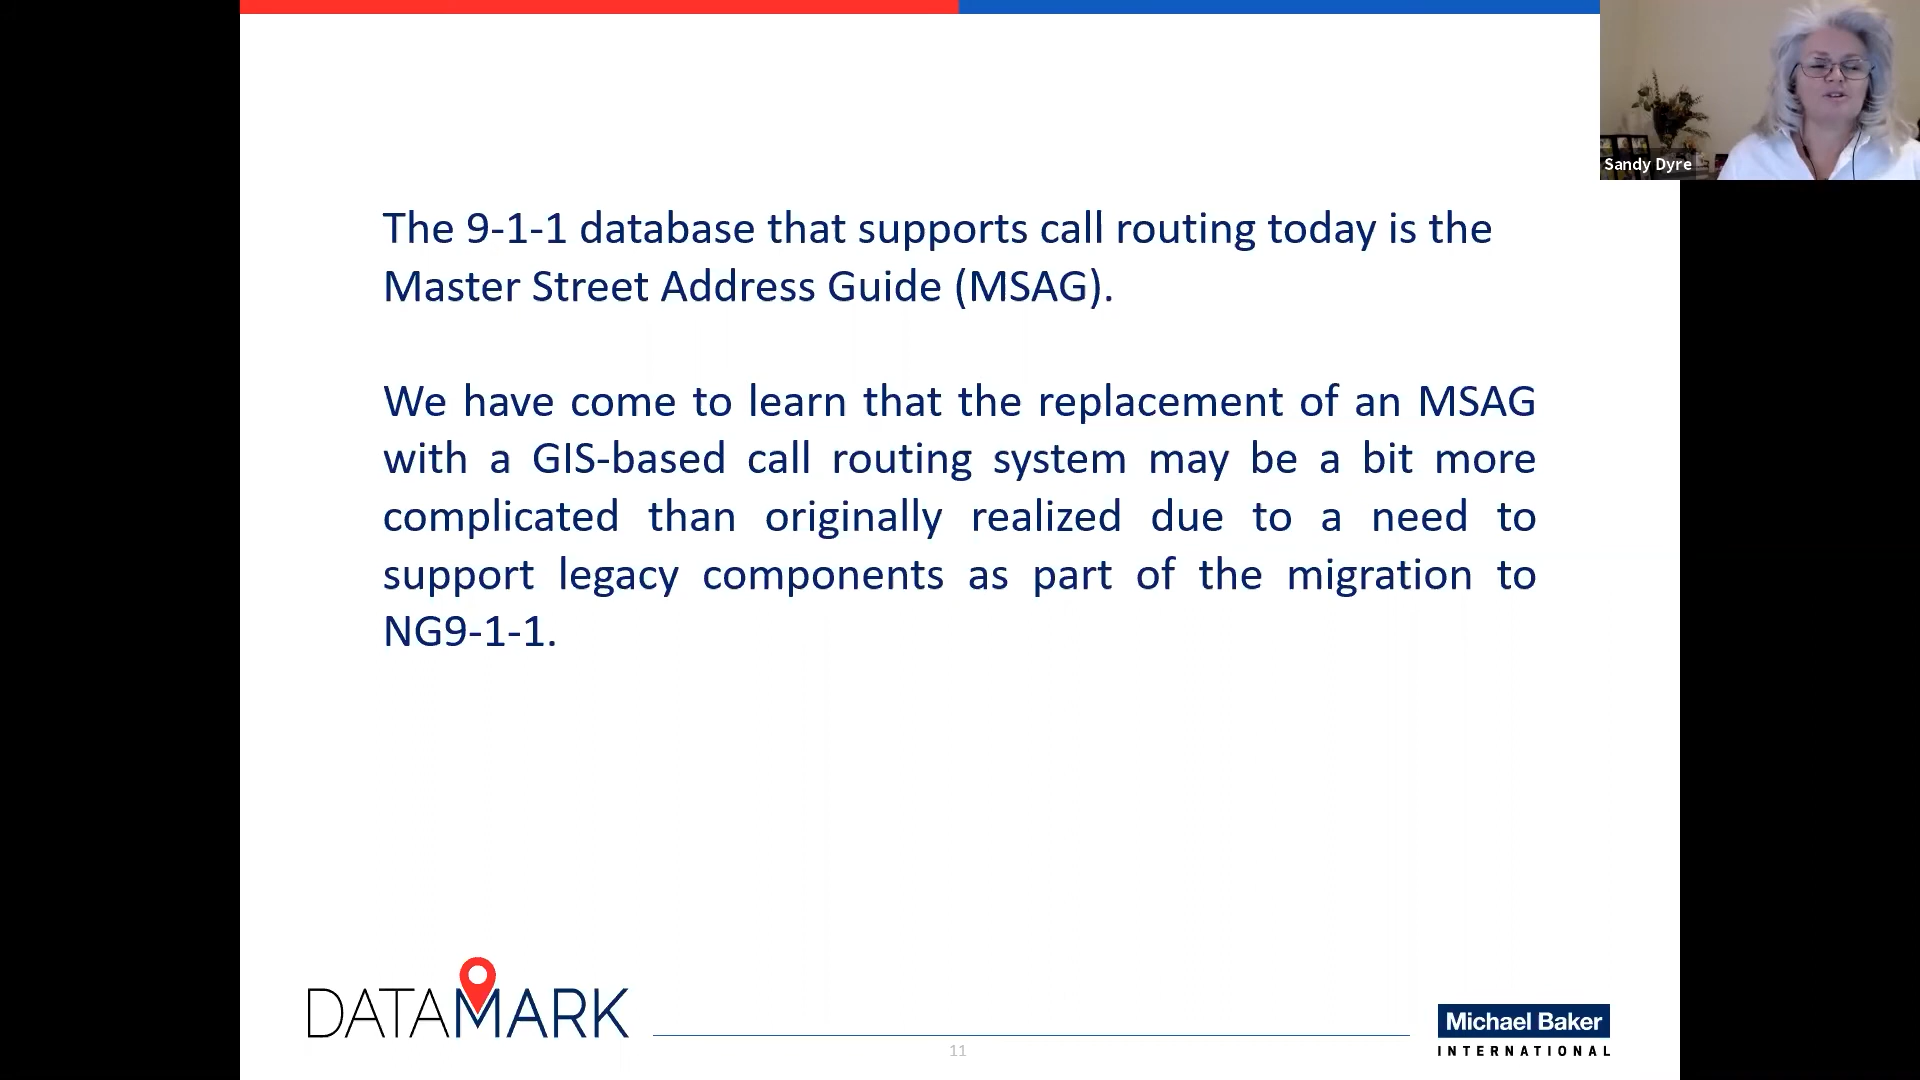 Sandy Dyre
The 9-1-1 database that supports call routing today is the
Master Street Address Guide (MSAG).
We have come to learn that the replacement of an MSAG
with a GIS-based call routing system may be a bit more
complicated than originally realized due to a need to
support legacy components as part of the migration to
NG9-1-1.
DATAMARK
Michael Baker
INTERNATIONAL
11